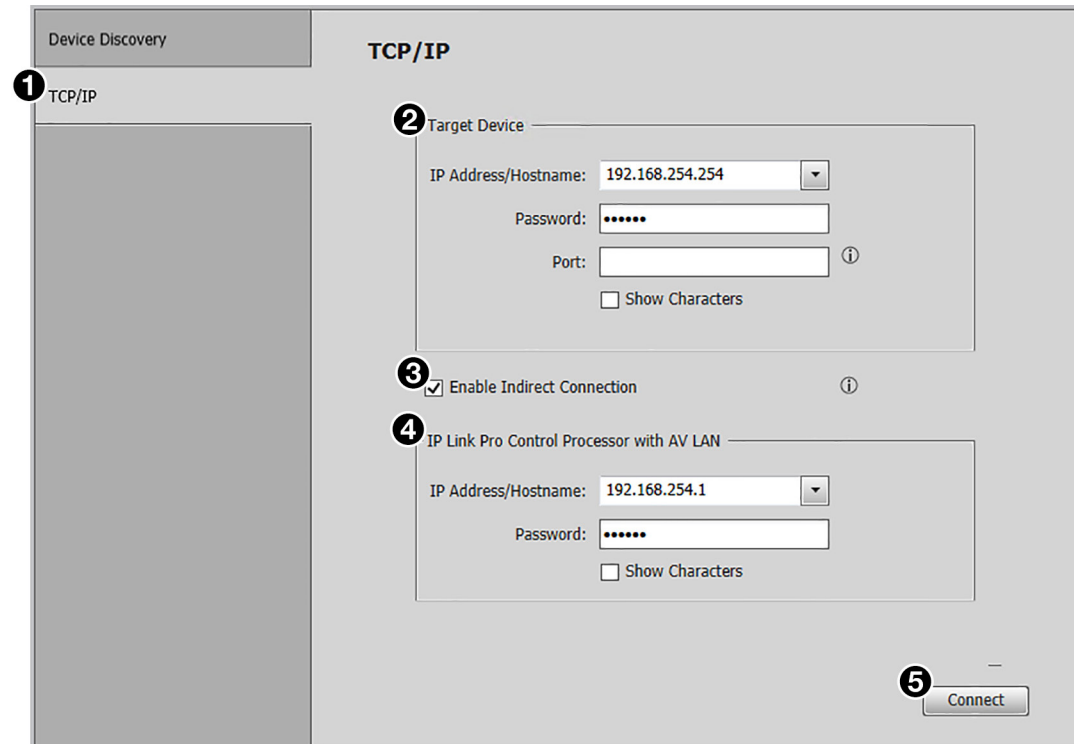 Device Discovery
TCP/IP
1
TCP/IP
2
Target Device
IP Address/Hostname: 192.168.254.254
Password: ••••••
Port:
Show Characters
3
Enable Indirect Connection
4
IP Link Pro Control Processor with AV LAN
IP Address/Hostname: 192.168.254.1
Password: ••••••
Show Characters
5
Connect